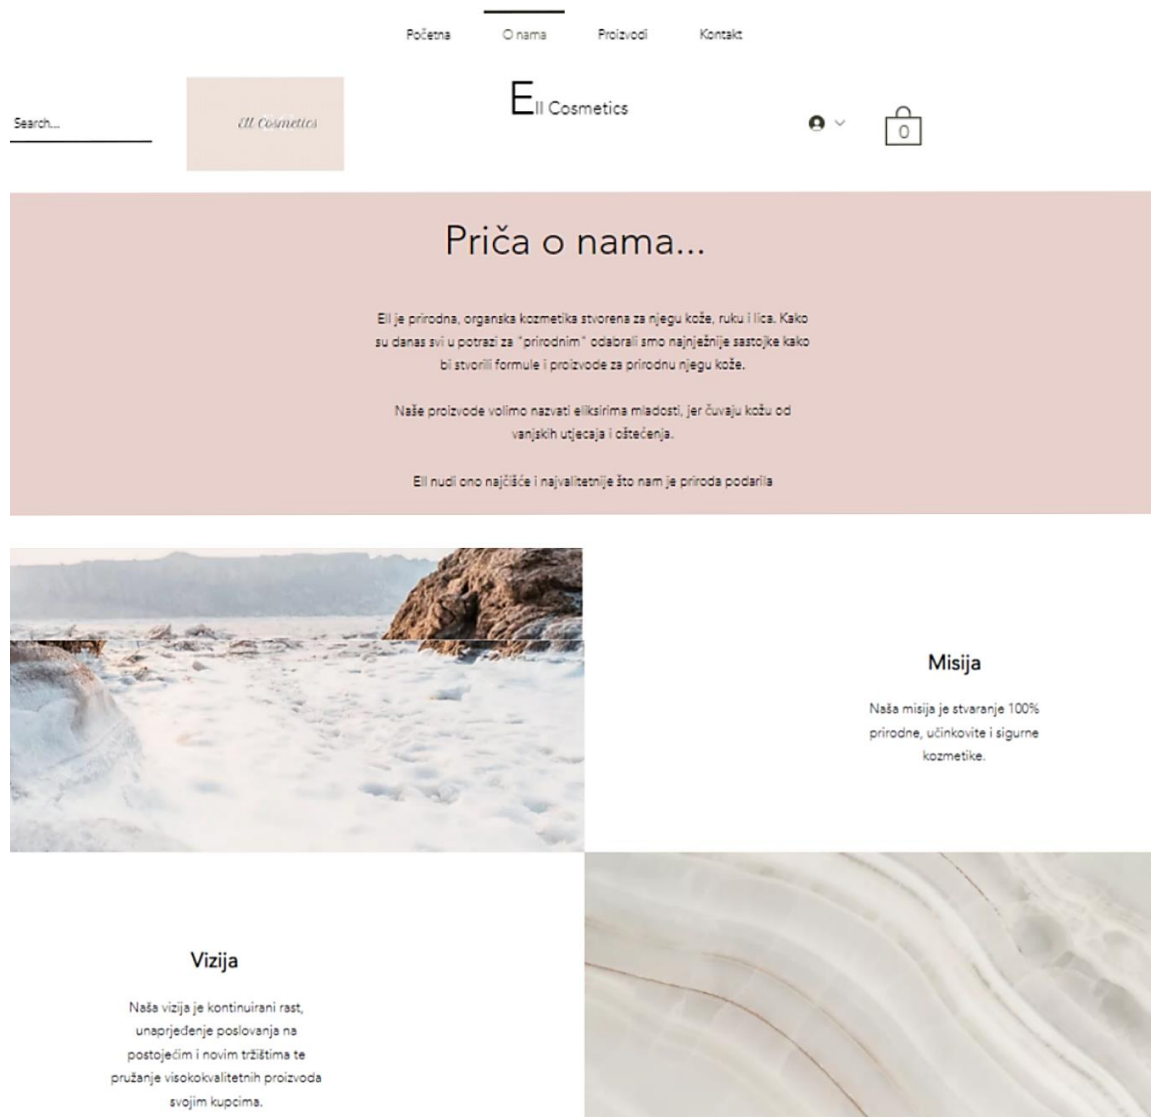 Početna O nama Proizvodi Kontakt
Search...
Ell Cosmetics
Ell Cosmetics
0
Priča o nama...
Ell je prirodna, organska kozmetika stvorena za njegu kože, ruku i lica. Kako
su danas svi u potrazi za "prirodnim" odabrali smo najnježnije sastojke kako
bi stvorili formule i proizvode za prirodnu njegu kože.
Naše proizvode volimo nazvati eliksirima mladosti, jer čuvaju kožu od
vanjskih utjecaja i oštećenja.
Ell nudi ono najčišće i najvalitetnije što nam je priroda podarila
Misija
Naša misija je stvaranje 100%
prirodne, učinkovite i sigurne
kozmetike.
Vizija
Naša vizija je kontinuirani rast,
unaprjeđenje poslovanja na
postojećim i novim tržištima te
pružanje visokokvalitetnih proizvoda
svojim kupcima.